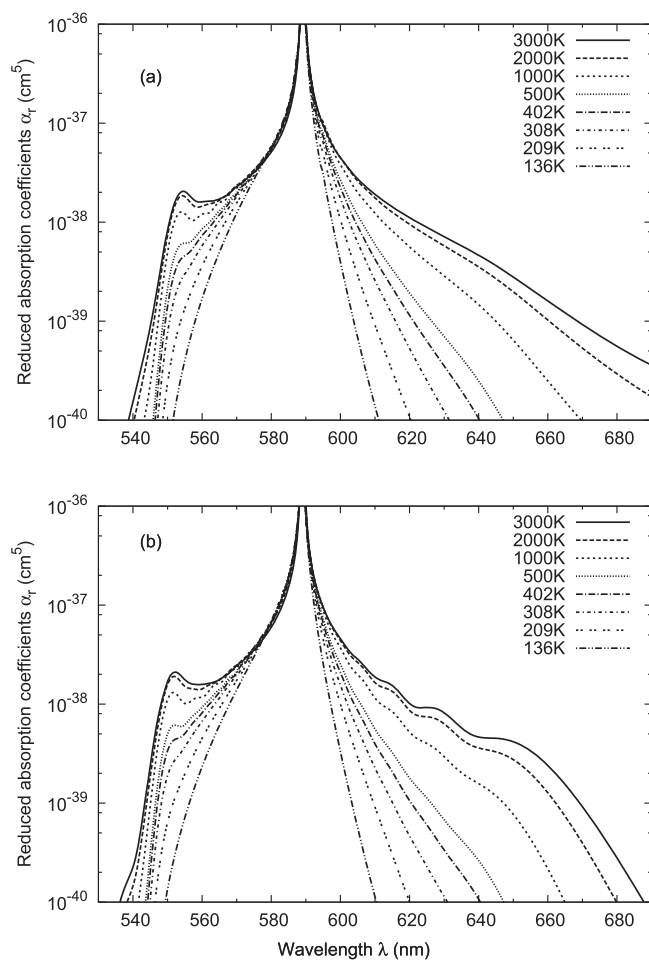 10^-36
(a)
3000K
2000K
1000K
500K
402K
308K
209K
136K
10^-37
10^-38
10^-39
10^-40
Reduced absorption coefficients α_r (cm^5)
540 560 580 600 620 640 660 680
10^-36
(b)
3000K
2000K
1000K
500K
402K
308K
209K
136K
10^-37
10^-38
10^-39
10^-40
Reduced absorption coefficients α_r (cm^5)
540 560 580 600 620 640 660 680
Wavelength λ (nm)